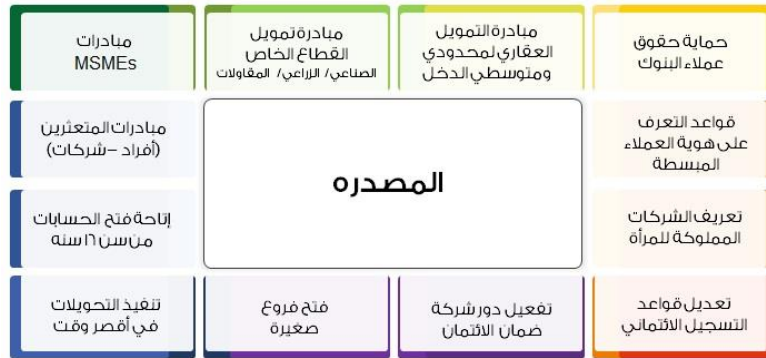 حماية حقوق
عملاء البنوك
مبادرة التمويل
العقاري لمحدودي
ومتوسطي الدخل
مبادرة تمويل
القطاع الخاص
الصناعي/ الزراعي/ المقاولات
مبادرات
MSMEs
قواعد التعرف
على هوية العملاء
المبسطة
المصدره
مبادرات المتعثرين
(أفراد – شركات)
تعريف الشركات
المملوكة للمرأة
إتاحة فتح الحسابات
من سن ١٦ سنه
تعديل قواعد
التسجيل الائتماني
تفعيل دور شركة
ضمان الائتمان
فتح فروع
صغيرة
تنفيذ التحويلات
في أقصر وقت